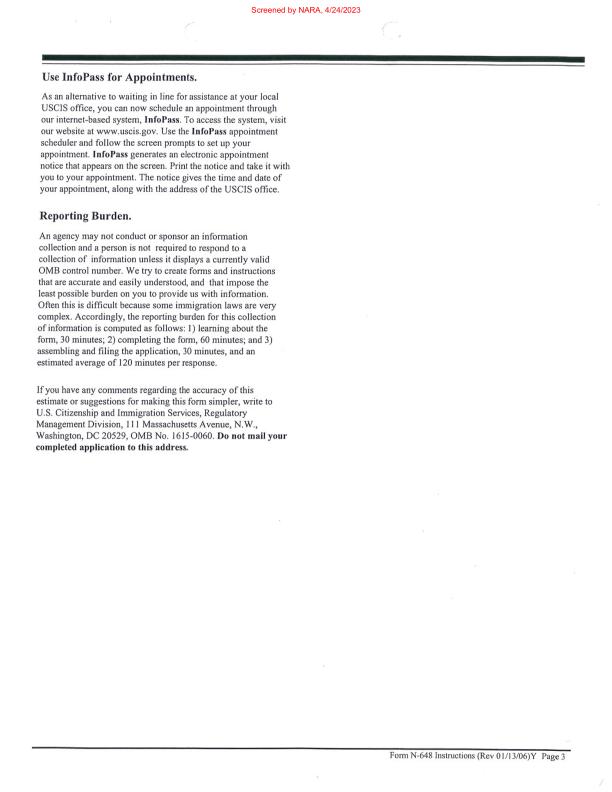 Screened by NARA, 4/24/2023
Use InfoPass for Appointments.
As an alternative to waiting in line for assistance at your local
USCIS office, you can now schedule an appointment through
our internet-based system, InfoPass. To access the system, visit
our website at www.uscis.gov. Use the InfoPass appointment
scheduler and follow the screen prompts to set up your
appointment. InfoPass generates an electronic appointment
notice that appears on the screen. Print the notice and take it with
you to your appointment. The notice gives the time and date of
your appointment, along with the address of the USCIS office.
Reporting Burden.
An agency may not conduct or sponsor an information
collection and a person is not required to respond to a
collection of information unless it displays a currently valid
OMB control number. We try to create forms and instructions
that are accurate and easily understood, and that impose the
least possible burden on you to provide us with information.
Often this is difficult because some immigration laws are very
complex. Accordingly, the reporting burden for this collection
of information is computed as follows: 1) learning about the
form, 30 minutes; 2) completing the form, 60 minutes; and 3)
assembling and filing the application, 30 minutes, and an
estimated average of 120 minutes per response.
If you have any comments regarding the accuracy of this
estimate or suggestions for making this form simpler, write to
U.S. Citizenship and Immigration Services, Regulatory
Management Division, 111 Massachusetts Avenue, N.W.,
Washington, DC 20529, OMB No. 1615-0060. Do not mail your
completed application to this address.
Form N-648 Instructions (Rev 01/13/06)Y Page 3